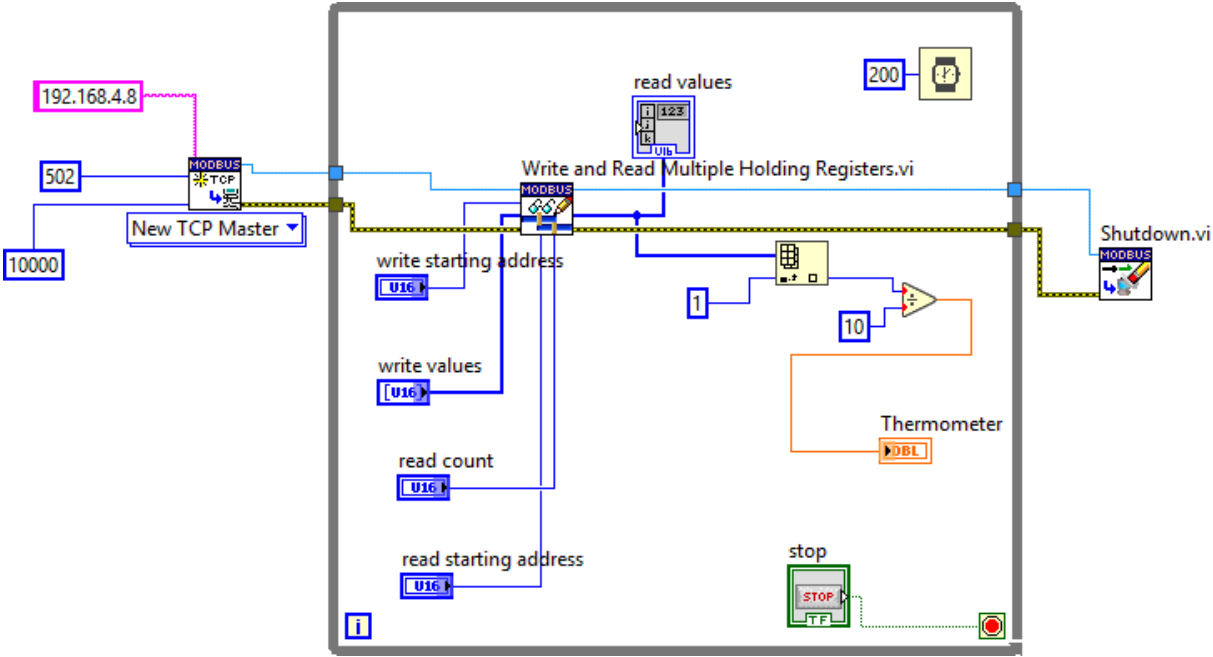 192.168.4.8
502
10000
MODBUS
TCP
New TCP Master
200
read values
i
j
k
123
U16
Write and Read Multiple Holding Registers.vi
MODBUS
write starting address
U16
write values
[U16]
read count
U16
read starting address
U16
1
10
Thermometer
DBL
stop
STOP
TF
i
Shutdown.vi
MODBUS